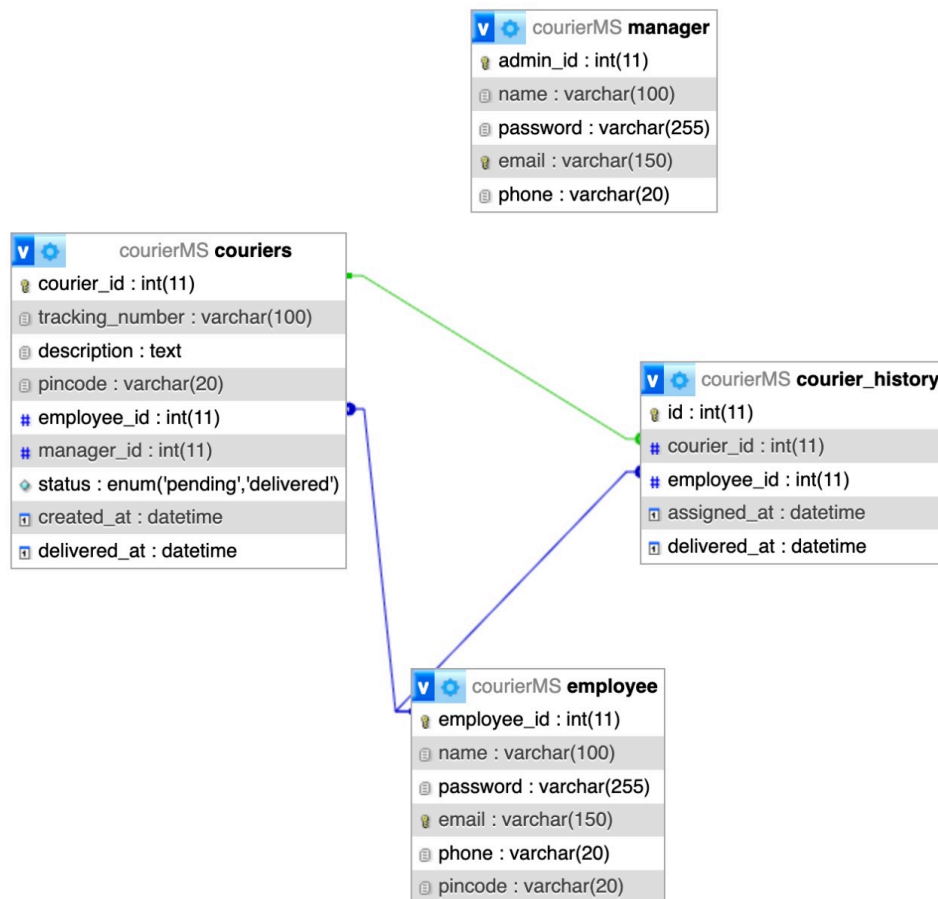 courierMS manager
admin_id : int(11)
name : varchar(100)
password : varchar(255)
email : varchar(150)
phone : varchar(20)
courierMS couriers
courier_id : int(11)
tracking_number : varchar(100)
description : text
pincode : varchar(20)
employee_id : int(11)
manager_id : int(11)
status : enum('pending','delivered')
created_at : datetime
delivered_at : datetime
courierMS courier_history
id : int(11)
courier_id : int(11)
employee_id : int(11)
assigned_at : datetime
delivered_at : datetime
courierMS employee
employee_id : int(11)
name : varchar(100)
password : varchar(255)
email : varchar(150)
phone : varchar(20)
pincode : varchar(20)